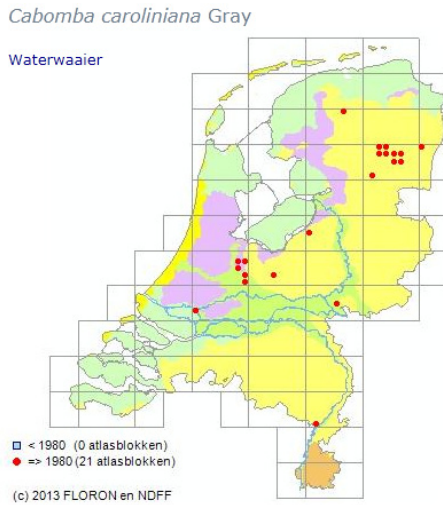 Cabomba caroliniana Gray
Waterwaaier
< 1980 (0 atlasblokken)
=> 1980 (21 atlasblokken)
(c) 2013 FLORON en NDFF